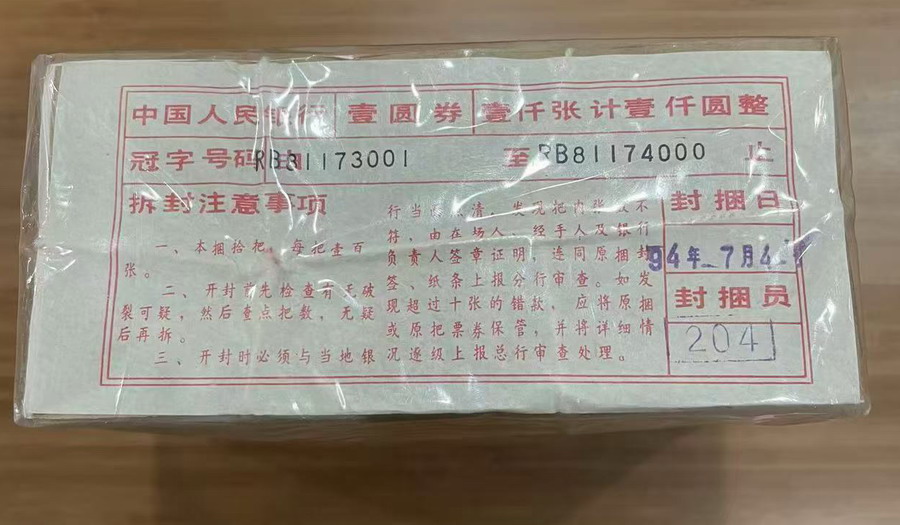 中国人民银行 壹圆券 壹仟张计壹仟圆整
冠字号码由RB81173001 至RB81174000 止
拆封注意事项
一、本捆拾把，每把壹百
张。
二、开封首先检查有无破
裂可疑，然后重点把数，无疑
后再拆。
三、开封时必须与当地银
行当面点清，发现把内张数不
符，由在场人、经手人及银行
负责人签章证明，连同原捆封
签、纸条上报分行审查。如发
现超过十张的错款，应将原捆
或原把票券保管，并将详细情
况逐级上报总行审查处理。
封捆日
94年7月4
封捆员
204